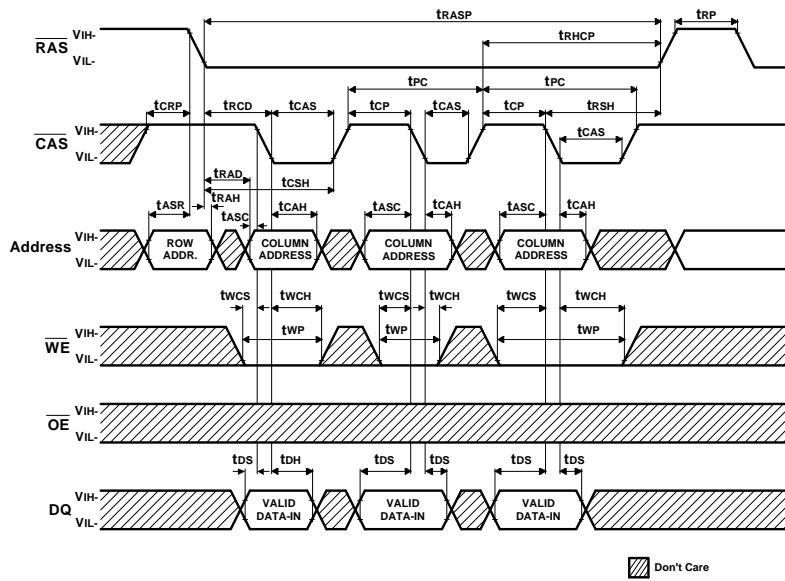 tRASP
tRP
tRHCP
RAS
VIH-
VIL-
tPC
tPC
tCRP
tRCD
tCAS
tCP
tCAS
tCP
tRSH
CAS
VIH-
VIL-
tCAS
tRAD
tCSH
tASR
tRAH
tASC
tCAH
tASC
tCAH
tASC
tCAH
Address
VIH-
VIL-
ROW
ADDR.
COLUMN
ADDRESS
COLUMN
ADDRESS
COLUMN
ADDRESS
tWCS
tWCH
tWCS
tWCH
tWCS
tWCH
WE
VIH-
VIL-
tWP
tWP
tWP
OE
VIH-
VIL-
tDS
tDH
tDS
tDS
tDS
tDS
DQ
VIH-
VIL-
VALID
DATA-IN
VALID
DATA-IN
VALID
DATA-IN
Don't Care